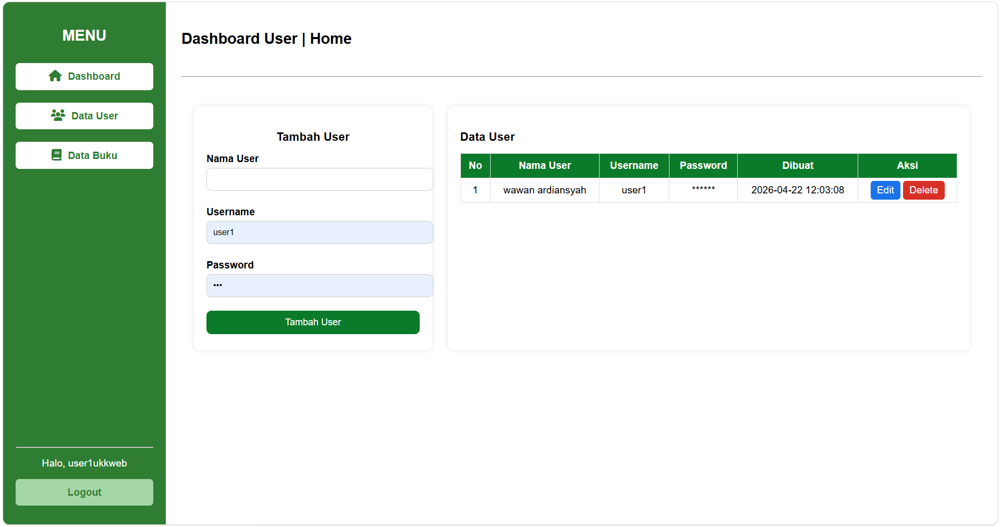 MENU
Dashboard
Data User
Data Buku
Halo, user1ukkweb
Logout
Dashboard User | Home
Tambah User
Nama User
Username
user1
Password
•••
Tambah User
Data User
No Nama User Username Password Dibuat Aksi
1 wawan ardiansyah user1 ****** 2026-04-22 12:03:08 Edit Delete